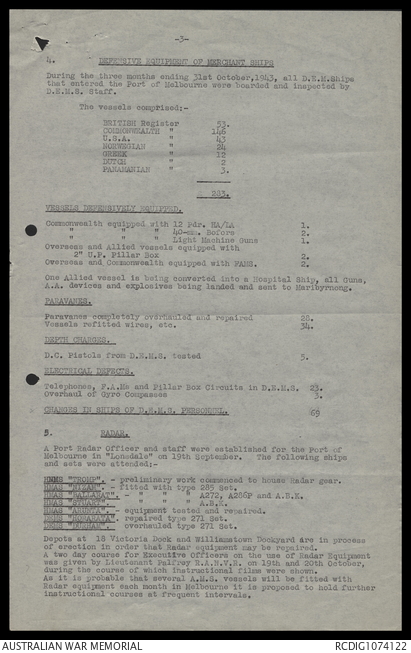 -3-
4. DEFENSIVE EQUIPMENT OF MERCHANT SHIPS
During the three months ending 31st October,1943, all D.E.M.Ships
that entered the Port of Melbourne were boarded and inspected by
D.E.M.S. Staff.
The vessels comprised;-
BRITISH Register 53.
COMMONWEALTH " 146
U.S.A. " 43
NORWEGIAN " 24
GREEK " 12
DUTCH " 2
PANAMANIAN " 3.
283.
VESSELS DEFENSIVELY EQUIPPED.
Commonwealth equipped with 12 Pdr. HA/LA 1.
" " " 40-mm. Bofors 2.
" " " Light Machine Guns 1.
Overseas and Allied vessels equipped with
2" U.P. Pillar Box 2.
Overseas and Commonwealth equipped with FAMS. 2.
One Allied vessel is being converted into a Hospital Ship, all Guns,
A.A. devices and explosives being landed and sent to Maribyrnong.
PARAVANES.
Paravanes completely overhauled and repaired 28.
Vessels refitted wires, etc. 34.
DEPTH CHARGES.
D.C. Pistols from D.E.M.S. tested 5.
ELECTRICAL DEFECTS.
Telephones, F.A.Ms and Pillar Box Circuits in D.E.M.S. 23.
Overhaul of Gyro Compasses 3.
CHANGES IN SHIPS OF D.E.M.S. PERSONNEL. 69
5. RADAR.
A Port Radar Officer and staff were established for the Port of
Melbourne in "Lonsdale" on 19th September. The following ships
and sets were attended;-
"TROMP". - preliminary work commenced to house Radar gear.
HMAS "NIZAM". - fitted with type 285 Set.
HMAS "BALLARAT". - " " " A272, A286P and A.B.K.
HMAS - " " " A.B.K.
HMAS "ARUNTA". - equipment tested and repaired.
- repaired type 271 Set.
- overhauled type 271 Set.
Depots at 18 Victoria Dock and Williamstown Dockyard are in process
of erection in order that Radar equipment may be repaired.
A two day course for Executive Officers on the use of Radar Equipment
was given by Lieutenant Palfrey R.A.N.V.R. on 19th and 20th October,
during the course of which instructional films were shown.
As it is probable that several A.M.S. vessels will be fitted with
Radar equipment each month in Melbourne it is proposed to hold further
instructional courses at frequent intervals.
AUSTRALIAN WAR MEMORIAL
RCDIG1074122